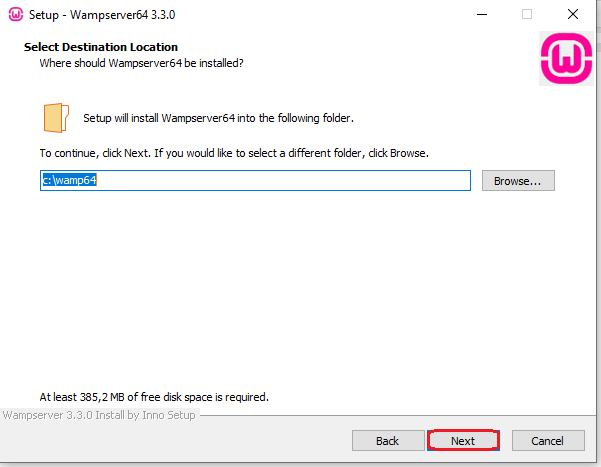 Setup - Wampserver64 3.3.0
Select Destination Location
Where should Wampserver64 be installed?
Setup will install Wampserver64 into the following folder.
To continue, click Next. If you would like to select a different folder, click Browse.
c:\wamp64
Browse...
At least 385,2 MB of free disk space is required.
Wampserver 3.3.0 Install by Inno Setup
Back
Next
Cancel